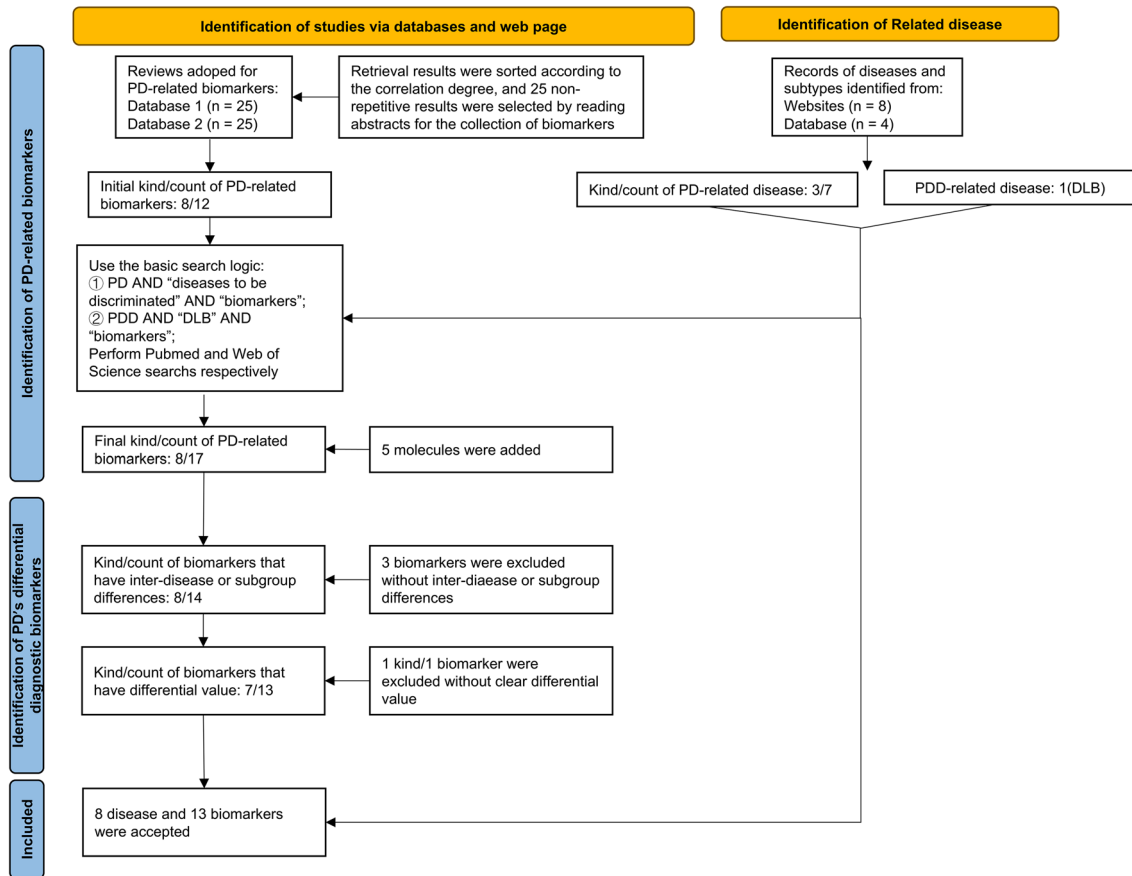 Identification of studies via databases and web page
Identification of Related disease
Identification of PD-related biomarkers
Reviews adoped for
PD-related biomarkers:
Database 1 (n = 25)
Database 2 (n = 25)
Retrieval results were sorted according to
the correlation degree, and 25 non-
repetitive results were selected by reading
abstracts for the collection of biomarkers
Records of diseases and
subtypes identified from:
Websites (n = 8)
Database (n = 4)
Initial kind/count of PD-related
biomarkers: 8/12
Kind/count of PD-related disease: 3/7
PDD-related disease: 1(DLB)
Use the basic search logic:
① PD AND “diseases to be
discriminated” AND “biomarkers”;
② PDD AND “DLB” AND
“biomarkers”;
Perform Pubmed and Web of
Science searchs respectively
Final kind/count of PD-related
biomarkers: 8/17
5 molecules were added
Identification of PD's differential
diagnostic biomarkers
Kind/count of biomarkers that
have inter-disease or subgroup
differences: 8/14
3 biomarkers were excluded
without inter-diaease or subgroup
differences
Kind/count of biomarkers that
have differential value: 7/13
1 kind/1 biomarker were
excluded without clear differential
value
Included
8 disease and 13 biomarkers
were accepted